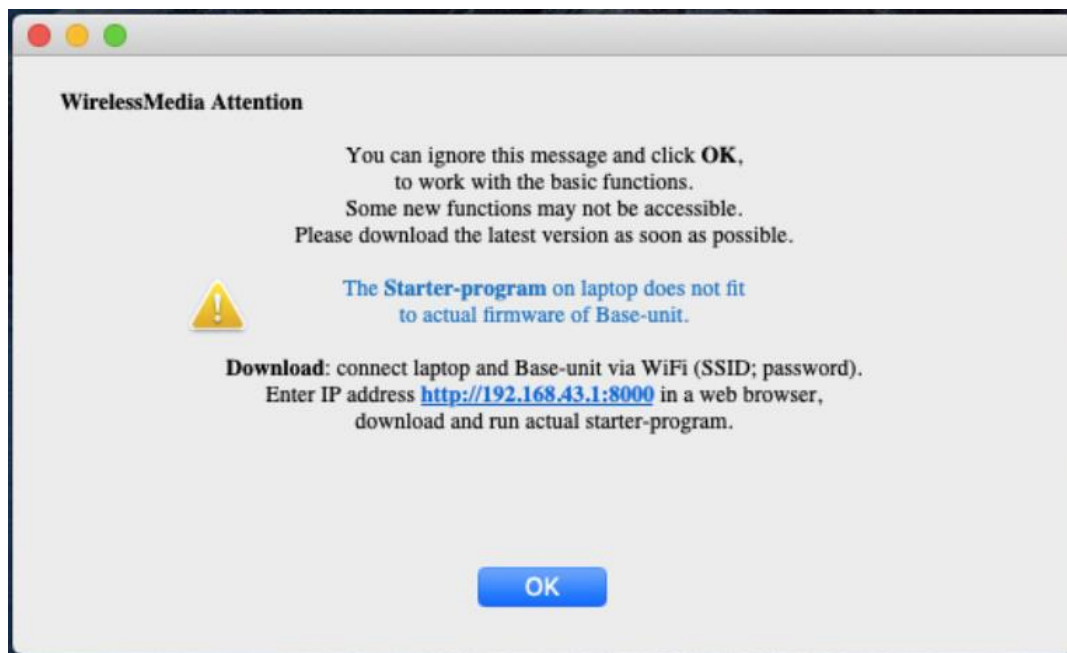 WirelessMedia Attention
You can ignore this message and click OK,
to work with the basic functions.
Some new functions may not be accessible.
Please download the latest version as soon as possible.
The Starter-program on laptop does not fit
to actual firmware of Base-unit.
Download: connect laptop and Base-unit via WiFi (SSID; password).
Enter IP address http://192.168.43.1:8000 in a web browser,
download and run actual starter-program.
OK